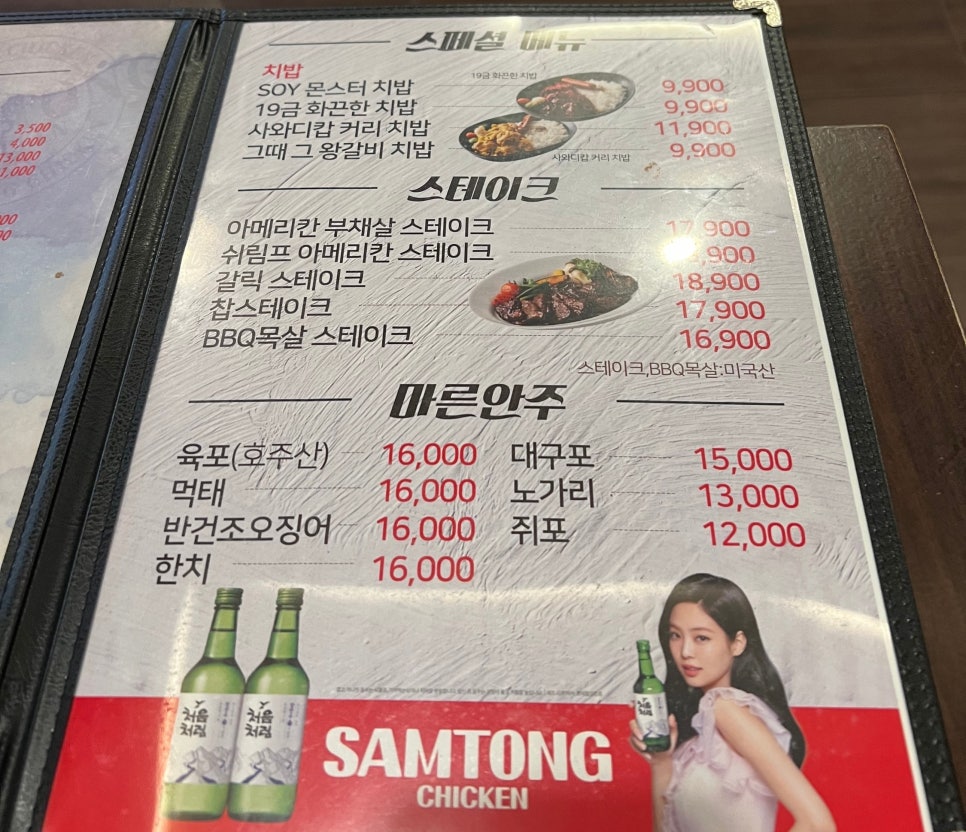 스페셜 메뉴
치밥
19금 화끈한 치밥
SOY 몬스터 치밥 9,900
19금 화끈한 치밥 9,900
사와디캅 커리 치밥 11,900
그때 그 왕갈비 치밥 9,900
사와디캅 커리 치밥
스테이크
아메리칸 부채살 스테이크 17,900
쉬림프 아메리칸 스테이크
갈릭 스테이크 18,900
찹스테이크 17,900
BBQ목살 스테이크 16,900
스테이크,BBQ목살:미국산
마른안주
육포(호주산) 16,000 대구포 15,000
먹태 16,000 노가리 13,000
반건조오징어 16,000 쥐포 12,000
한치 16,000
처음처럼
처음처럼
처음처럼
SAMTONG
CHICKEN
3,500
4,000
13,000